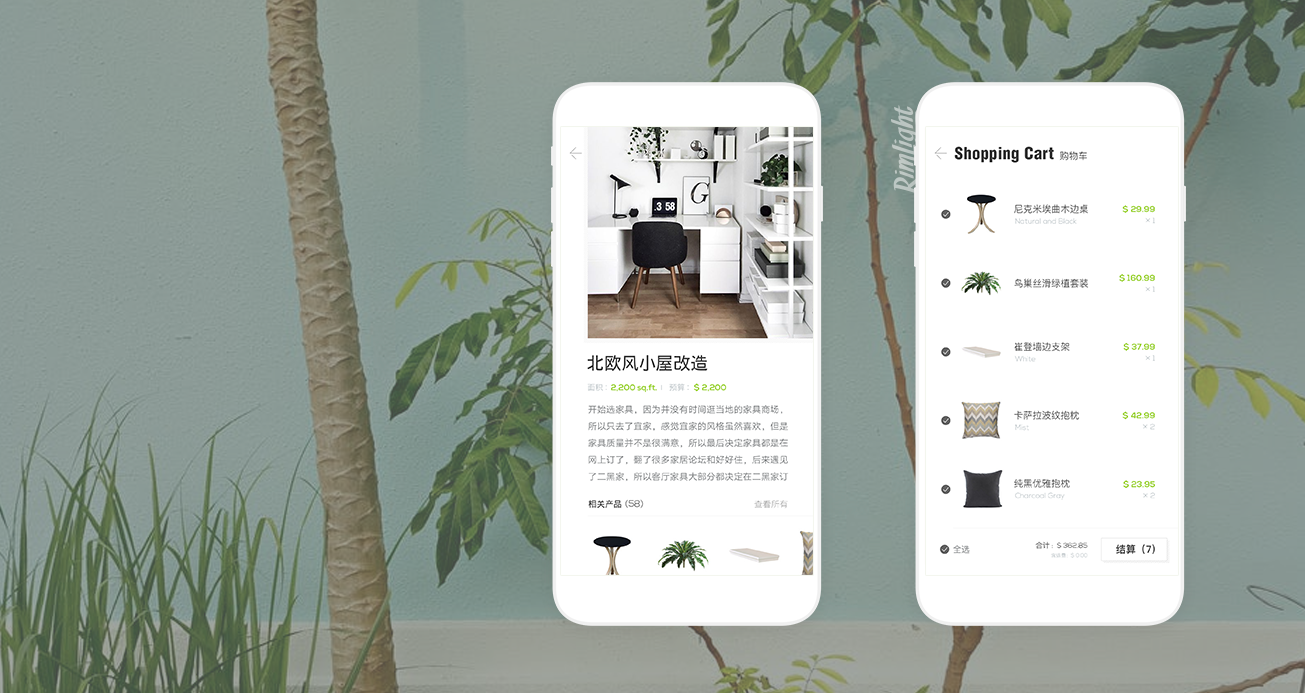 .3 58
G
北欧风小屋改造
面积：2,200 sq.ft. | 预算：$ 2,200
开始选家具，因为并没有时间逛当地的家具商场，
所以只去了宜家，感觉宜家的风格虽然喜欢，但是
家具质量并不是很满意，所以最后决定家具都是在
网上订了，翻了很多家居论坛和好好住，后来遇见
了二黑家，所以客厅家具大部分都决定在二黑家订
相关产品 (58) 查看所有
Rimlight
Shopping Cart 购物车
尼克米埃曲木边桌 $ 29.99
Natural and Black × 1
鸟巢丝滑绿植套装 $ 160.99
× 1
崔登墙边支架 $ 37.99
White × 1
卡萨拉波纹抱枕 $ 42.99
Misc × 2
纯黑优雅抱枕 $ 23.95
Charcoal Gray × 2
全选 合计：$ 362.85 结算（7）